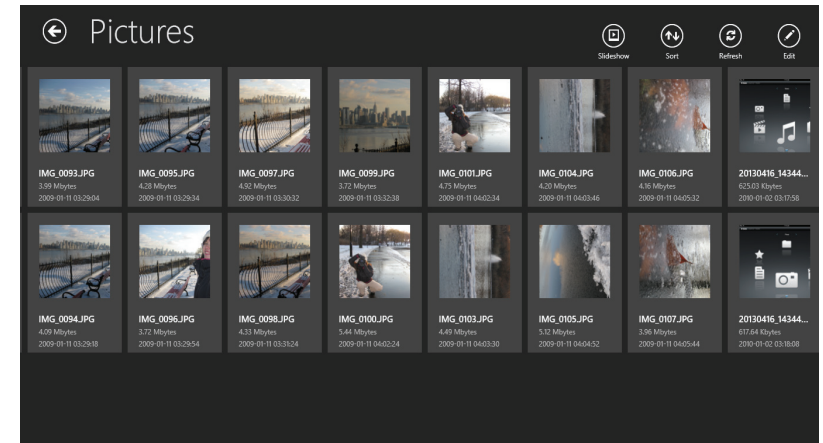 Pictures
Slideshow
Sort
Refresh
Edit
IMG_0093.JPG
3.99 Mbytes
2009-01-11 03:29:04
IMG_0095.JPG
4.28 Mbytes
2009-01-11 03:29:34
IMG_0097.JPG
4.92 Mbytes
2009-01-11 03:30:32
IMG_0099.JPG
3.72 Mbytes
2009-01-11 03:32:38
IMG_0101.JPG
4.75 Mbytes
2009-01-11 04:02:34
IMG_0104.JPG
4.20 Mbytes
2009-01-11 04:03:46
IMG_0106.JPG
4.16 Mbytes
2009-01-11 04:05:32
20130416_14344...
625.03 Kbytes
2010-01-02 03:17:58
IMG_0094.JPG
4.09 Mbytes
2009-01-11 03:29:18
IMG_0096.JPG
3.72 Mbytes
2009-01-11 03:29:54
IMG_0098.JPG
4.33 Mbytes
2009-01-11 03:31:24
IMG_0100.JPG
5.44 Mbytes
2009-01-11 04:02:24
IMG_0103.JPG
4.49 Mbytes
2009-01-11 04:03:30
IMG_0105.JPG
5.12 Mbytes
2009-01-11 04:04:52
IMG_0107.JPG
3.96 Mbytes
2009-01-11 04:05:44
20130416_14344...
617.64 Kbytes
2010-01-02 03:18:08